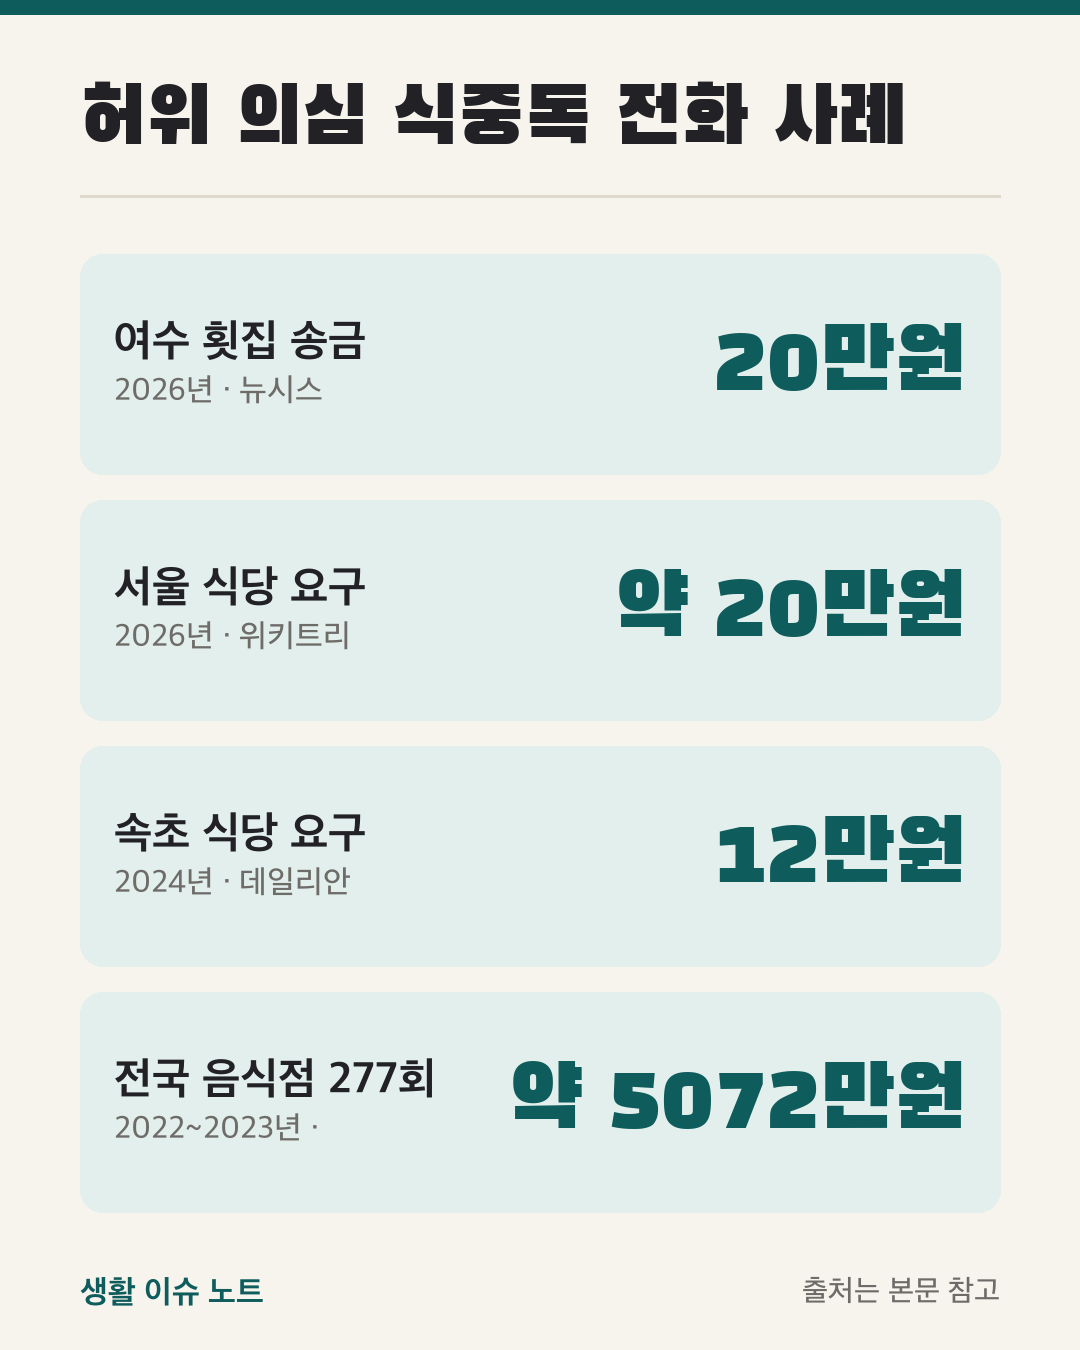 허위 의심 식중독 전화 사례
여수 횟집 송금
2026년 · 뉴시스
20만원
서울 식당 요구
2026년 · 위키트리
약 20만원
속초 식당 요구
2024년 · 데일리안
12만원
전국 음식점 277회
2022~2023년 ·
약 5072만원
생활 이슈 노트
출처는 본문 참고